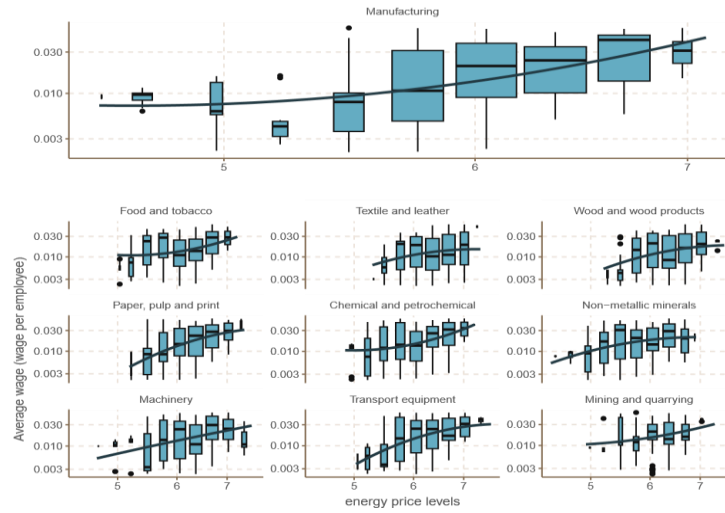 Manufacturing
0.030
0.010
0.003
5 6 7
Average wage (wage per employee)
Food and tobacco Textile and leather Wood and wood products
0.030 0.030 0.030
0.010 0.010 0.010
0.003 0.003 0.003
Paper, pulp and print Chemical and petrochemical Non-metallic minerals
0.030 0.030 0.030
0.010 0.010 0.010
0.003 0.003 0.003
Machinery Transport equipment Mining and quarrying
0.030 0.030 0.030
0.010 0.010 0.010
0.003 0.003 0.003
5 6 7 5 6 7 5 6 7
energy price levels